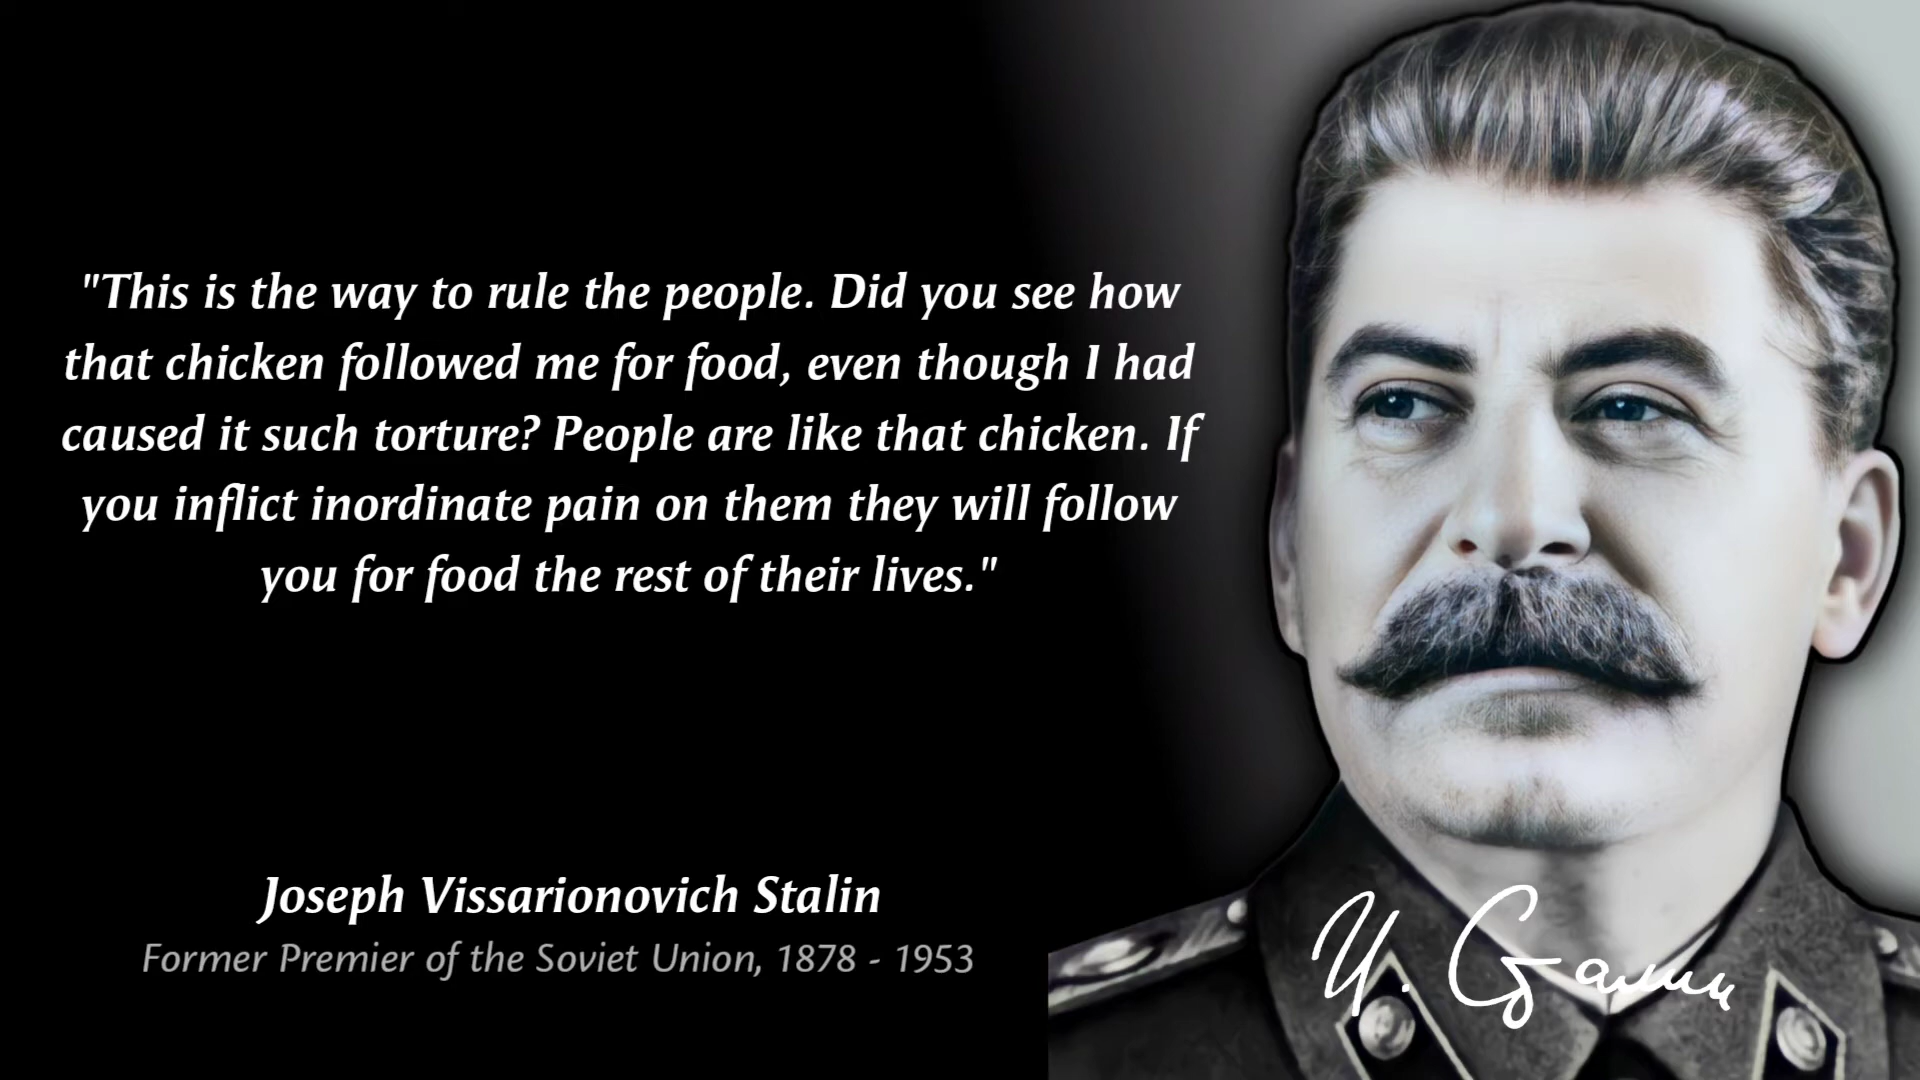 "This is the way to rule the people. Did you see how
that chicken followed me for food, even though I had
caused it such torture? People are like that chicken. If
you inflict inordinate pain on them they will follow
you for food the rest of their lives."
Joseph Vissarionovich Stalin
Former Premier of the Soviet Union, 1878 - 1953
И. Сталин